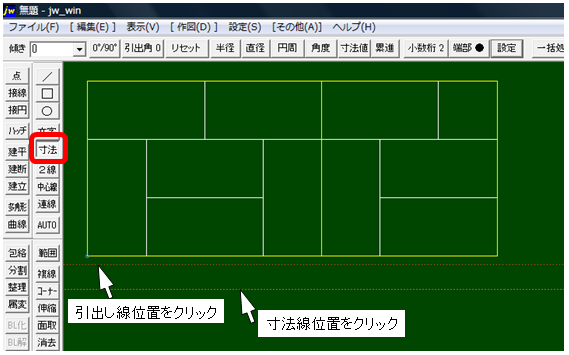 jw 無題 - jw_win
ファイル(F) [ 編集(E) ] 表示(V) [ 作図(D) ] 設定(S) [その他(A)] ヘルプ(H)
傾き 0 0°/90° 引出角 0 リセット 半径 直径 円周 角度 寸法値 累進 小数桁 2 端部 ● 設定 一括処
点 ／
接線 □
接円 ○
ハッチ 文字
建平 寸法
建断 2線
建立 中心線
多角形 連線
曲線 AUTO
包絡 範囲
分割 複線
整理 コーナー
属変 伸縮
BL化 面取
BL解 消去
引出し線位置をクリック
寸法線位置をクリック